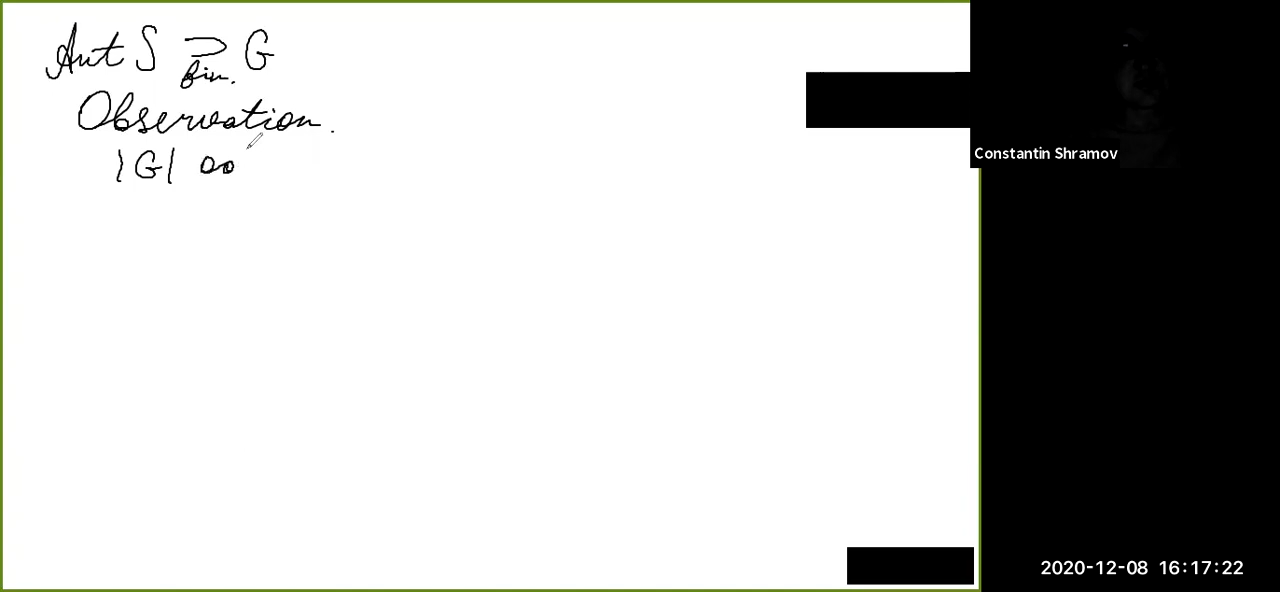 Aut S ⊃ G
fin.
Observation.
|G|
Constantin Shramov
2020-12-08 16:17:22